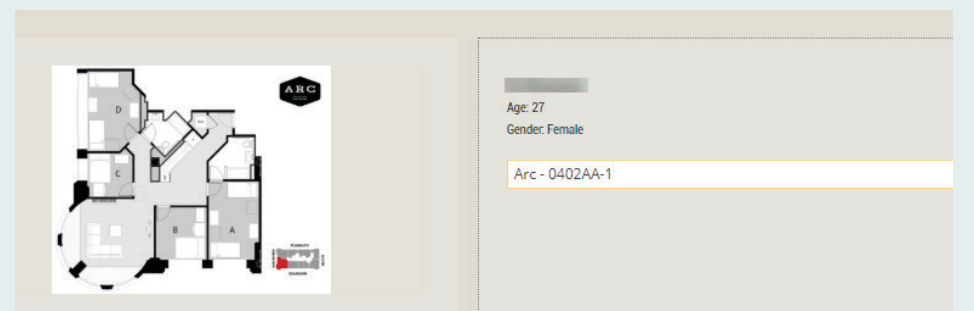 ARC
D
C
B
A
Age: 27
Gender: Female
Arc - 0402AA-1